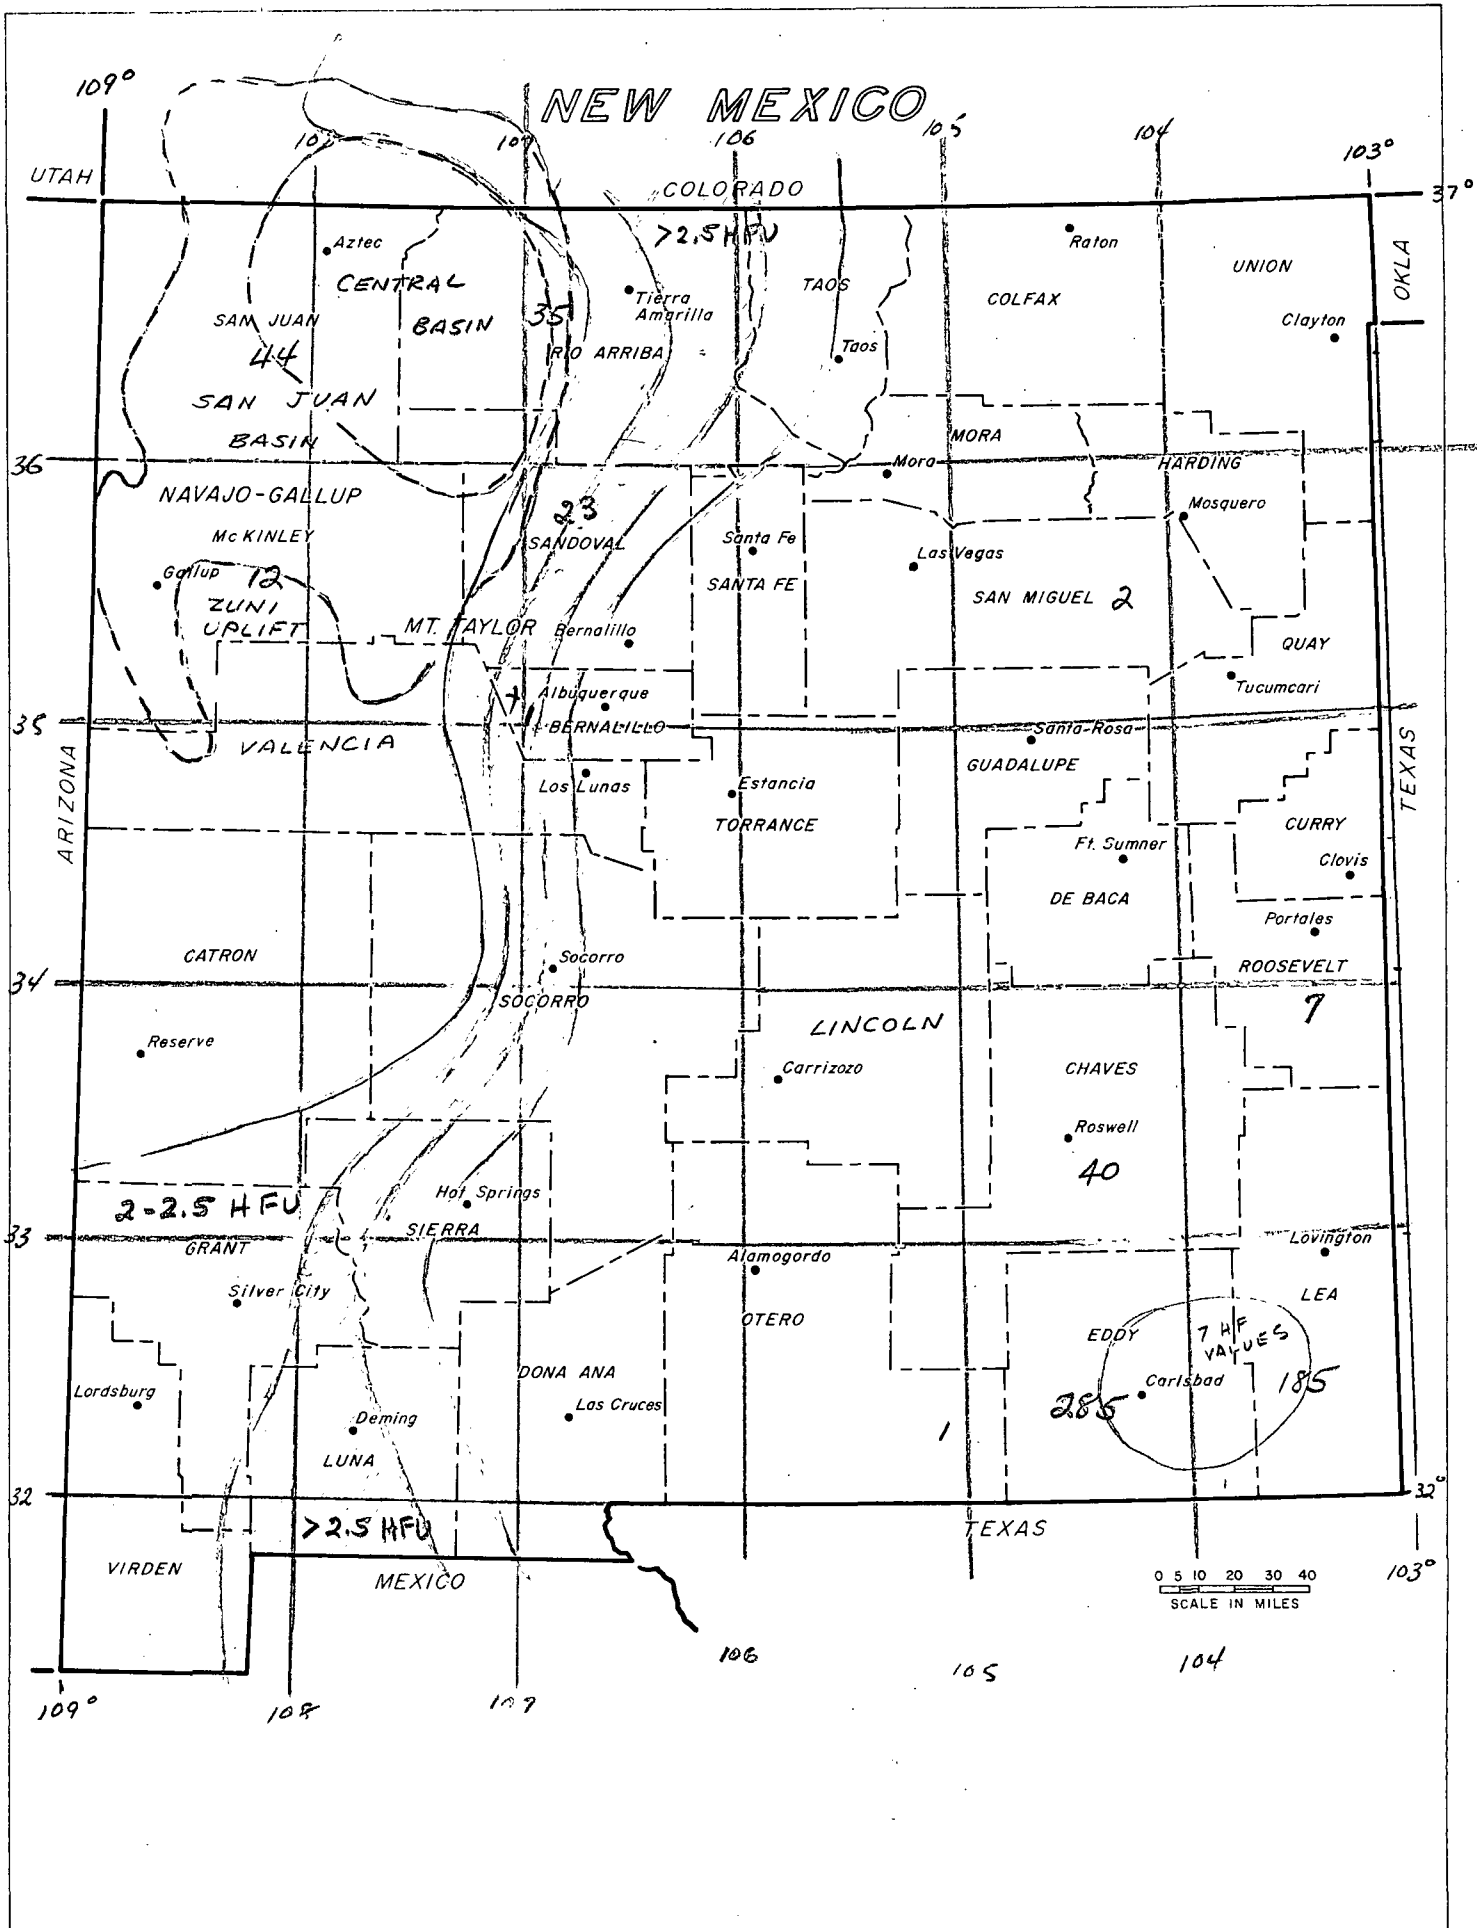 NEW MEXICO
109°
107
106
105
104
103°
UTAH
COLORADO
37°
>2.5 HFU
Aztec
Raton
OKLA
CENTRAL
BASIN
UNION
TAOS
COLFAX
Tierra
Amarilla
SAN JUAN
35
Clayton
44
RIO ARRIBA
Taos
SAN JUAN
BASIN
MORA
36
Mora
HARDING
NAVAJO-GALLUP
Mosquero
23
McKINLEY
SANDOVAL
Santa Fe
Las Vegas
Gallup
12
SANTA FE
SAN MIGUEL
2
ZUNI
UPLIFT
MT. TAYLOR
Bernalillo
QUAY
Tucumcari
Albuquerque
35
BERNALILLO
Santa Rosa
VALENCIA
GUADALUPE
ARIZONA
TEXAS
Los Lunas
Estancia
TORRANCE
CURRY
Ft. Sumner
Clovis
DE BACA
Portales
CATRON
Socorro
ROOSEVELT
34
SOCORRO
7
LINCOLN
Reserve
Carrizozo
CHAVES
Roswell
40
Hot Springs
2-2.5 HFU
SIERRA
33
GRANT
Alamogordo
Lovington
Silver City
LEA
OTERO
EDDY
7 HF
VALUES
DONA ANA
Lordsburg
Carlsbad
185
285
Las Cruces
Deming
1
LUNA
32
32°
>2.5 HFU
TEXAS
VIRDEN
MEXICO
103°
0 5 10 20 30 40
SCALE IN MILES
106
105
104
109°
108
107